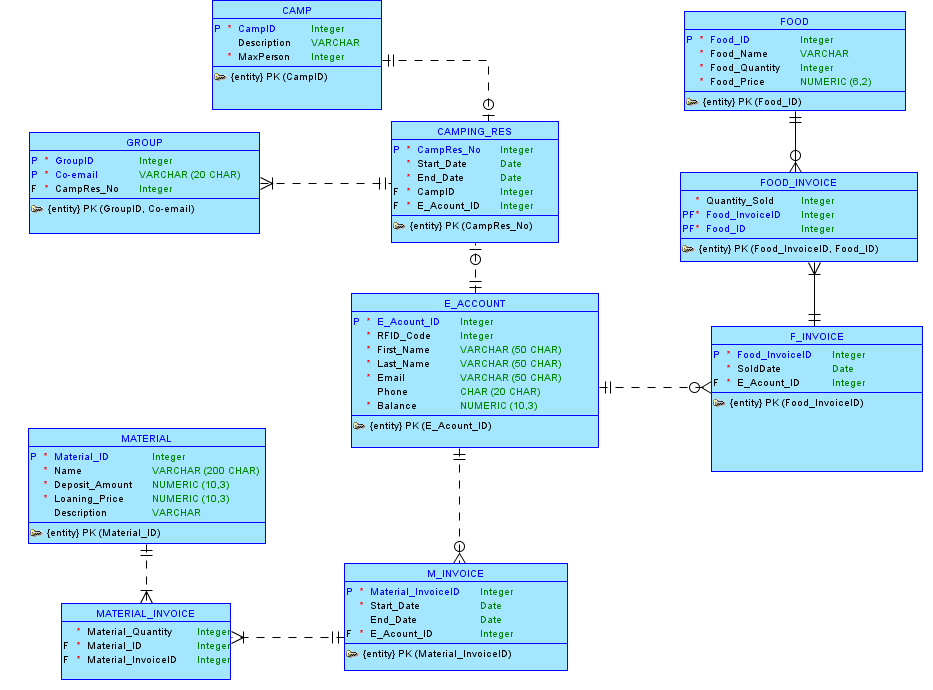 CAMP
P * CampID Integer
Description VARCHAR
* MaxPerson Integer
{entity} PK (CampID)
FOOD
P * Food_ID Integer
* Food_Name VARCHAR
* Food_Quantity Integer
* Food_Price NUMERIC (6,2)
{entity} PK (Food_ID)
GROUP
P * GroupID Integer
P * Co-email VARCHAR (20 CHAR)
F * CampRes_No Integer
{entity} PK (GroupID, Co-email)
CAMPING_RES
P * CampRes_No Integer
* Start_Date Date
* End_Date Date
F * CampID Integer
F * E_Acount_ID Integer
{entity} PK (CampRes_No)
FOOD_INVOICE
* Quantity_Sold Integer
PF* Food_InvoiceID Integer
PF* Food_ID Integer
{entity} PK (Food_InvoiceID, Food_ID)
E_ACCOUNT
P * E_Acount_ID Integer
* RFID_Code Integer
* First_Name VARCHAR (50 CHAR)
* Last_Name VARCHAR (50 CHAR)
* Email VARCHAR (50 CHAR)
Phone CHAR (20 CHAR)
* Balance NUMERIC (10,3)
{entity} PK (E_Acount_ID)
F_INVOICE
P * Food_InvoiceID Integer
* SoldDate Date
F * E_Acount_ID Integer
{entity} PK (Food_InvoiceID)
MATERIAL
P * Material_ID Integer
* Name VARCHAR (200 CHAR)
* Deposit_Amount NUMERIC (10,3)
* Loaning_Price NUMERIC (10,3)
Description VARCHAR
{entity} PK (Material_ID)
M_INVOICE
P * Material_InvoiceID Integer
* Start_Date Date
End_Date Date
F * E_Acount_ID Integer
{entity} PK (Material_InvoiceID)
MATERIAL_INVOICE
* Material_Quantity Integer
F * Material_ID Integer
F * Material_InvoiceID Integer